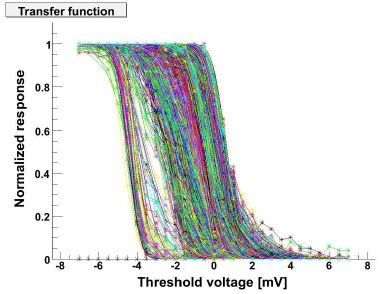 Transfer function
Normalized response
1
0.8
0.6
0.4
0.2
0
-8 -6 -4 -2 0 2 4 6 8
Threshold voltage [mV]